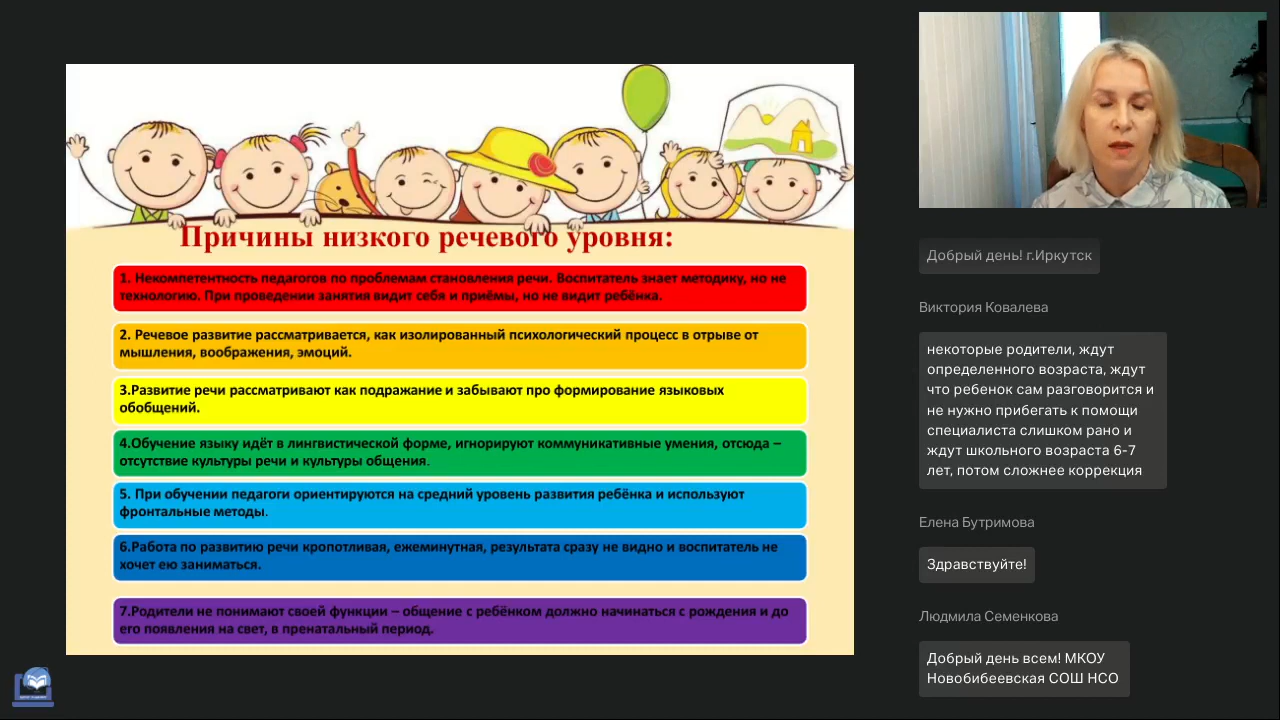 Причины низкого речевого уровня:
1. Некомпетентность педагогов по проблемам становления речи. Воспитатель знает методику, но не
технологию. При проведении занятия видит себя и приёмы, но не видит ребёнка.
2. Речевое развитие рассматривается, как изолированный психологический процесс в отрыве от
мышления, воображения, эмоций.
3.Развитие речи рассматривают как подражание и забывают про формирование языковых
обобщений.
4.Обучение языку идёт в лингвистической форме, игнорируют коммуникативные умения, отсюда –
отсутствие культуры речи и культуры общения.
5. При обучении педагоги ориентируются на средний уровень развития ребёнка и используют
фронтальные методы.
6.Работа по развитию речи кропотливая, ежеминутная, результата сразу не видно и воспитатель не
хочет ею заниматься.
7.Родители не понимают своей функции – общение с ребёнком должно начинаться с рождения и до
его появления на свет, в пренатальный период.
Добрый день! г.Иркутск
Виктория Ковалева
некоторые родители, ждут
определенного возраста, ждут
что ребенок сам разговорится и
не нужно прибегать к помощи
специалиста слишком рано и
ждут школьного возраста 6-7
лет, потом сложнее коррекция
Елена Бутримова
Здравствуйте!
Людмила Семенкова
Добрый день всем! МКОУ
Новобибеевская СОШ НСО